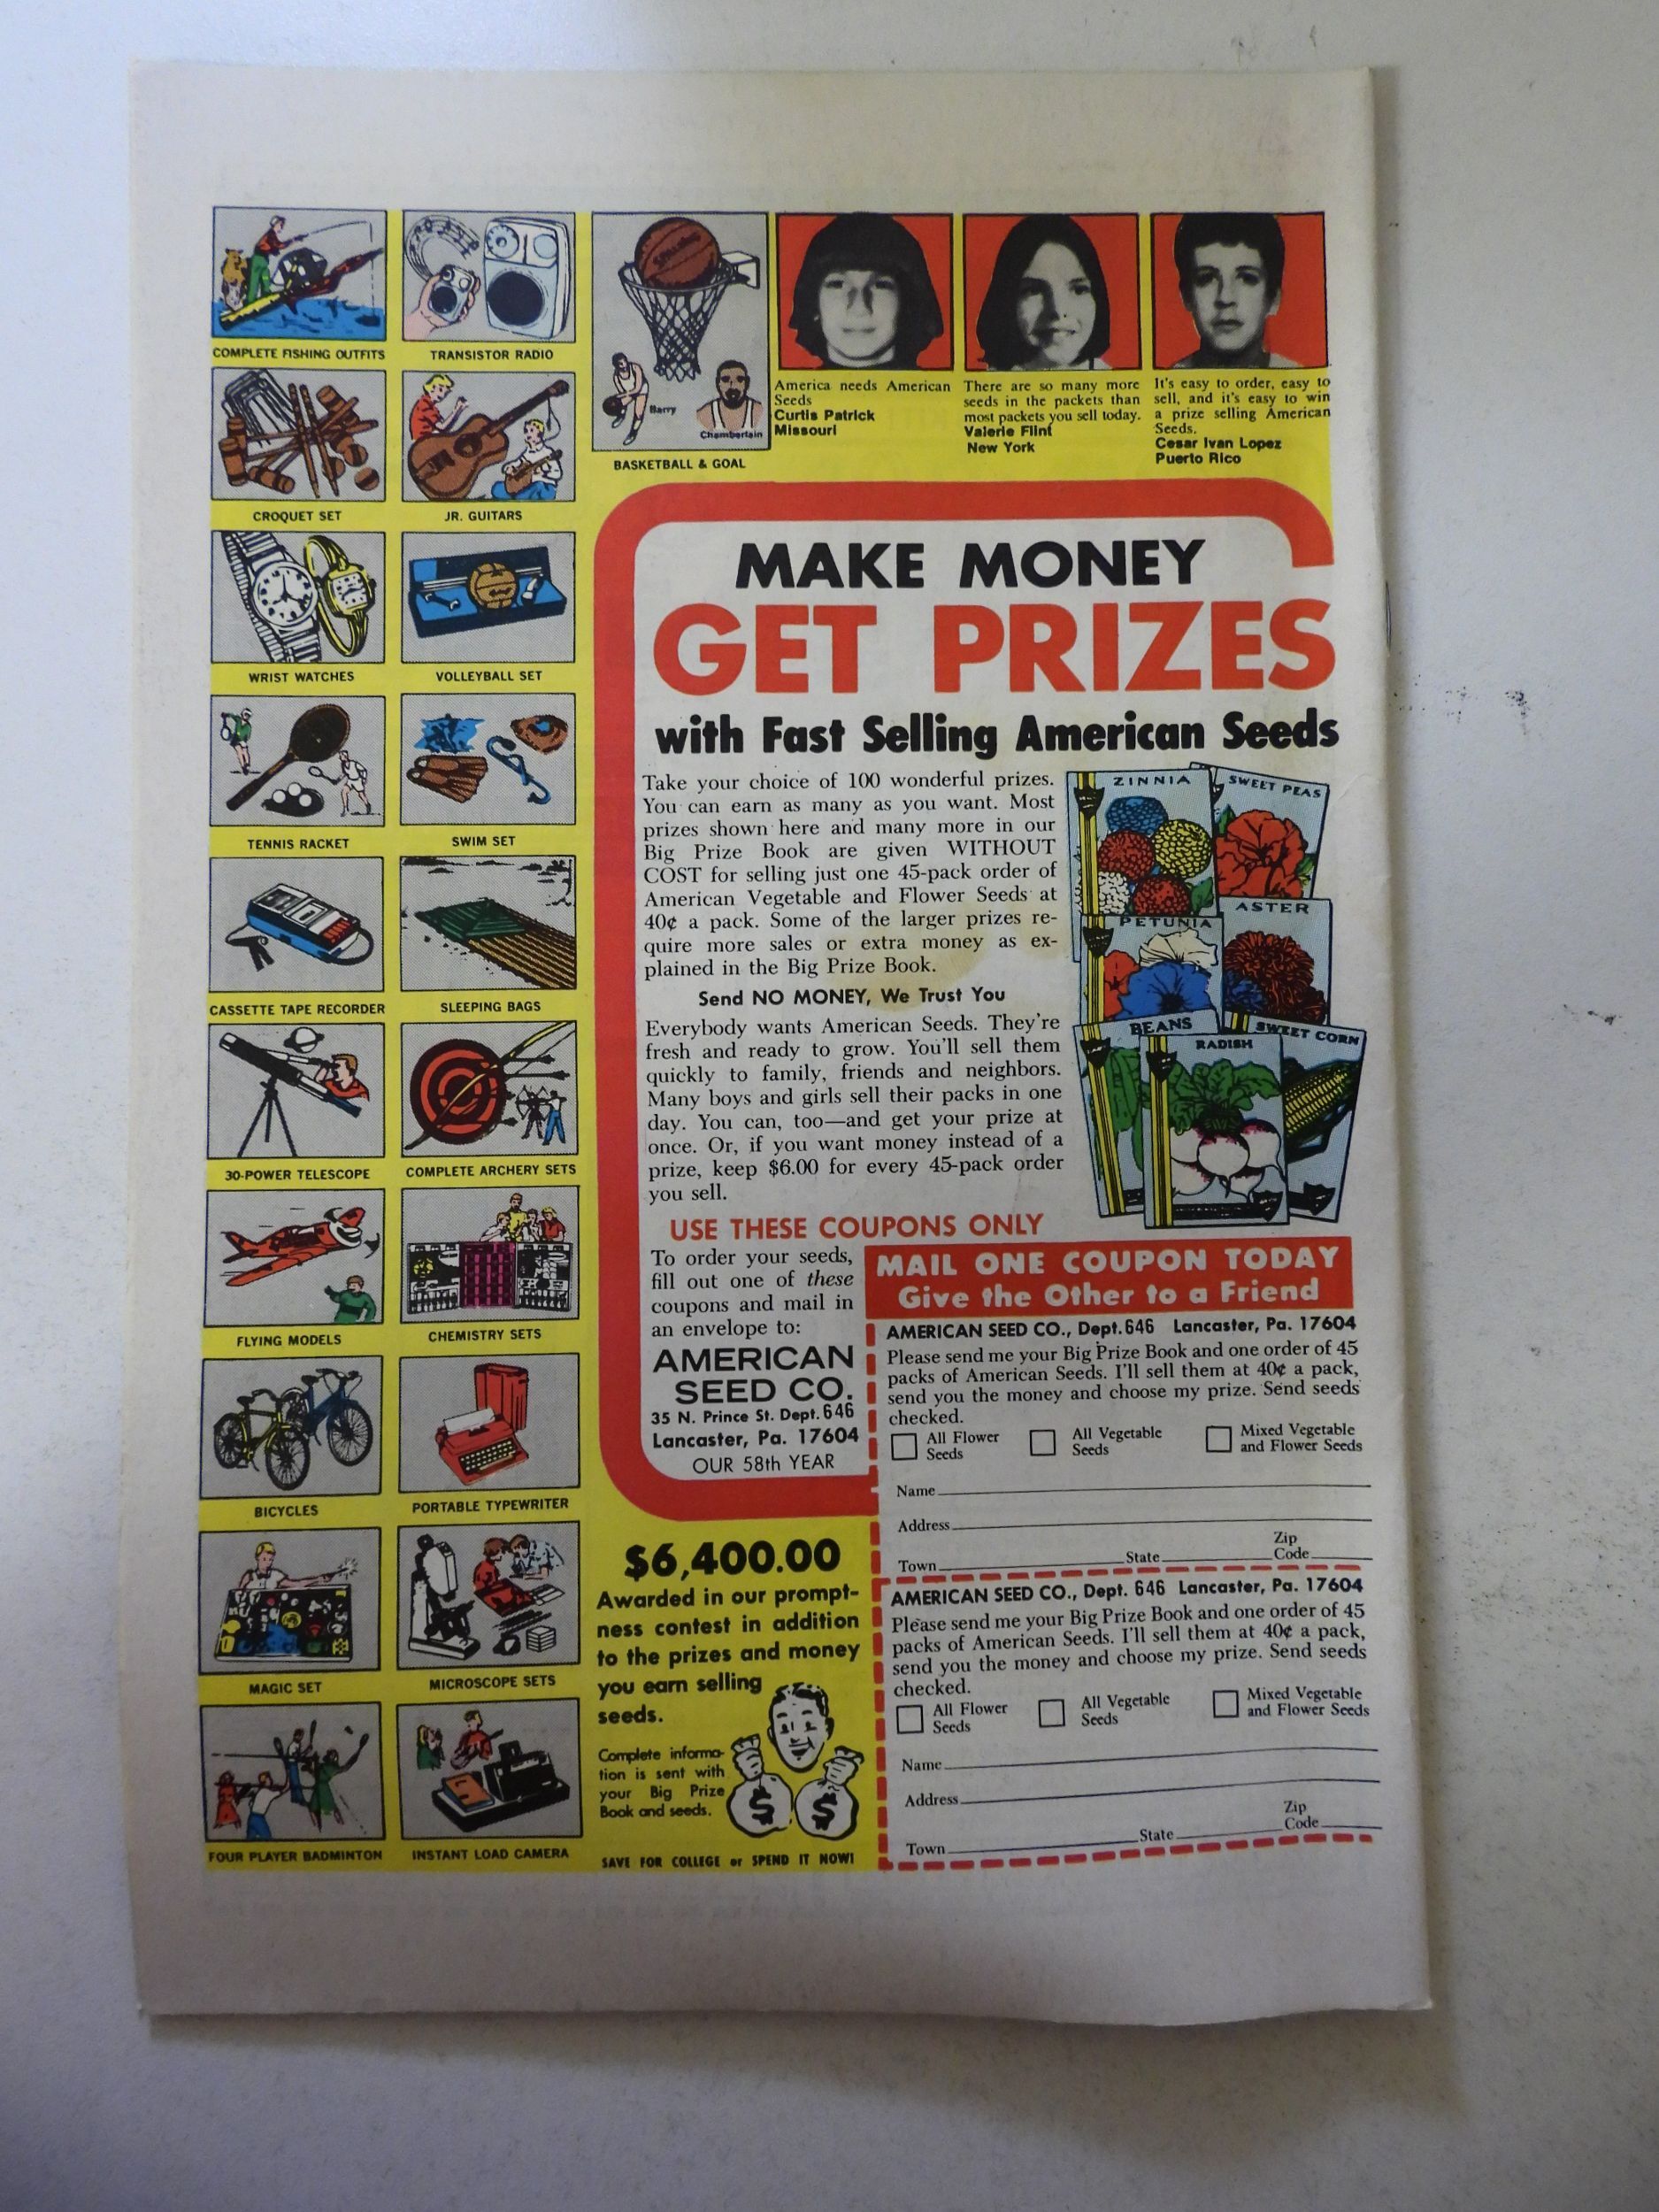 COMPLETE FISHING OUTFITS
TRANSISTOR RADIO
CROQUET SET
JR. GUITARS
WRIST WATCHES
VOLLEYBALL SET
TENNIS RACKET
SWIM SET
CASSETTE TAPE RECORDER
SLEEPING BAGS
30-POWER TELESCOPE
COMPLETE ARCHERY SETS
FLYING MODELS
CHEMISTRY SETS
BICYCLES
PORTABLE TYPEWRITER
MAGIC SET
MICROSCOPE SETS
FOUR PLAYER BADMINTON
INSTANT LOAD CAMERA
Spalding
Barry
Chamberlain
BASKETBALL & GOAL
America needs American
Seeds
Curtis Patrick
Missouri
There are so many more
seeds in the packets than
most packets you sell today.
Valerie Flint
New York
It's easy to order, easy to
sell, and it's easy to win
a prize selling American
Seeds.
Cesar Ivan Lopez
Puerto Rico
MAKE MONEY
GET PRIZES
with Fast Selling American Seeds
Take your choice of 100 wonderful prizes.
You can earn as many as you want. Most
prizes shown here and many more in our
Big Prize Book are given WITHOUT
COST for selling just one 45-pack order of
American Vegetable and Flower Seeds at
40¢ a pack. Some of the larger prizes re-
quire more sales or extra money as ex-
plained in the Big Prize Book.
Send NO MONEY, We Trust You
Everybody wants American Seeds. They're
fresh and ready to grow. You'll sell them
quickly to family, friends and neighbors.
Many boys and girls sell their packs in one
day. You can, too—and get your prize at
once. Or, if you want money instead of a
prize, keep $6.00 for every 45-pack order
you sell.
ZINNIA
SWEET PEAS
PETUNIA
ASTER
BEANS
RADISH
SWEET CORN
USE THESE COUPONS ONLY
To order your seeds,
fill out one of these
coupons and mail in
an envelope to:
AMERICAN
SEED CO.
35 N. Prince St. Dept. 646
Lancaster, Pa. 17604
OUR 58th YEAR
$6,400.00
Awarded in our prompt-
ness contest in addition
to the prizes and money
you earn selling
seeds.
Complete informa-
tion is sent with
your Big Prize
Book and seeds.
$ $
SAVE FOR COLLEGE or SPEND IT NOW!
MAIL ONE COUPON TODAY
Give the Other to a Friend
AMERICAN SEED CO., Dept. 646 Lancaster, Pa. 17604
Please send me your Big Prize Book and one order of 45
packs of American Seeds. I'll sell them at 40¢ a pack,
send you the money and choose my prize. Send seeds
checked.
All Flower
Seeds
All Vegetable
Seeds
Mixed Vegetable
and Flower Seeds
Name
Address
Town State Zip
Code
AMERICAN SEED CO., Dept. 646 Lancaster, Pa. 17604
Please send me your Big Prize Book and one order of 45
packs of American Seeds. I'll sell them at 40¢ a pack,
send you the money and choose my prize. Send seeds
checked.
All Flower
Seeds
All Vegetable
Seeds
Mixed Vegetable
and Flower Seeds
Name
Address
Town State Zip
Code